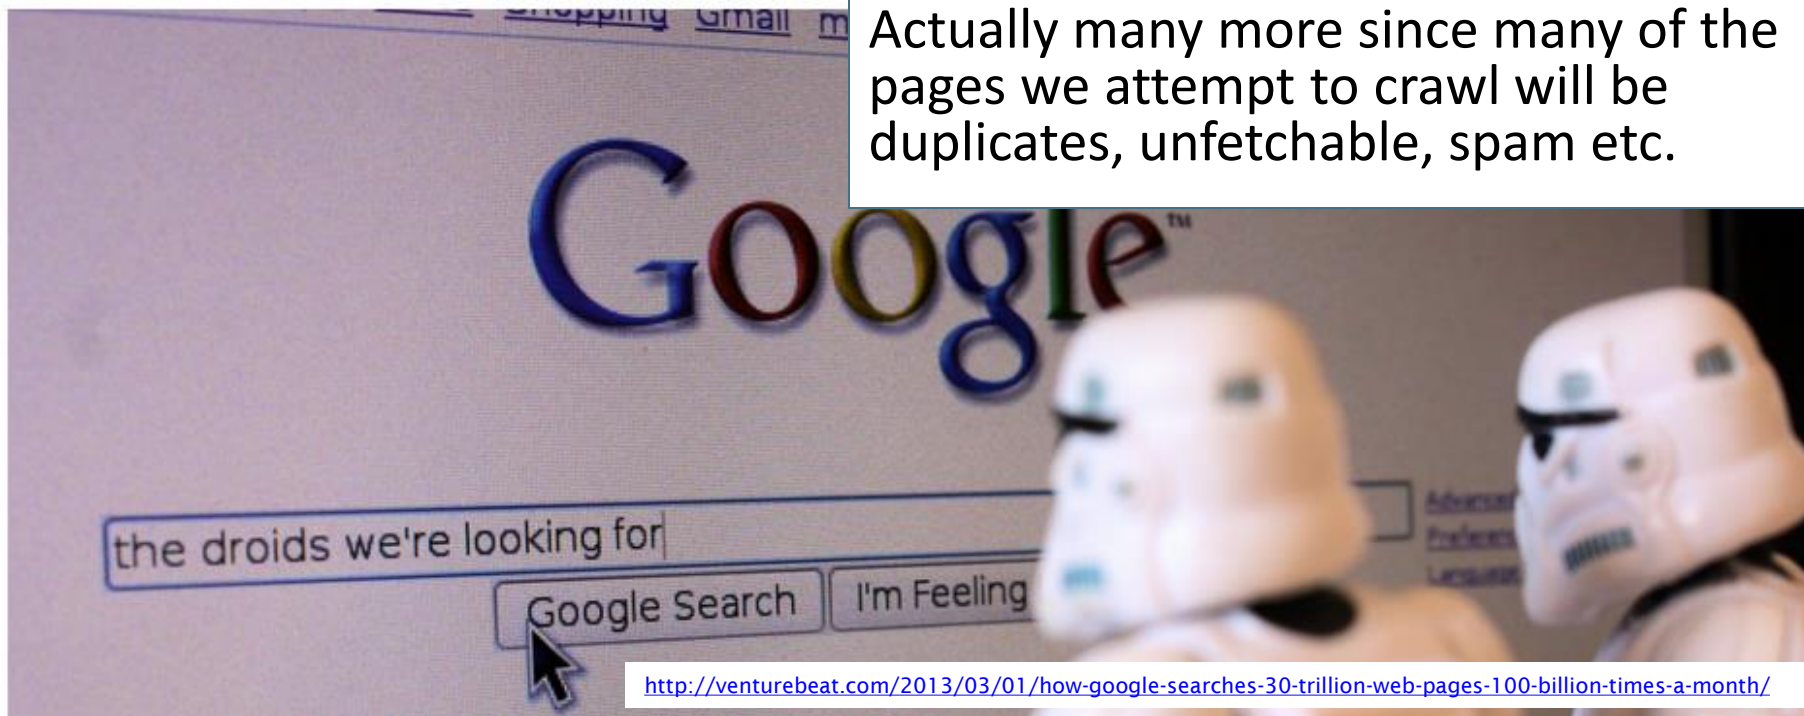 Shopping Gmail
Actually many more since many of the
pages we attempt to crawl will be
duplicates, unfetchable, spam etc.
Google™
the droids we're looking for
Advanced
Google Search I'm Feeling
http://venturebeat.com/2013/03/01/how-google-searches-30-trillion-web-pages-100-billion-times-a-month/